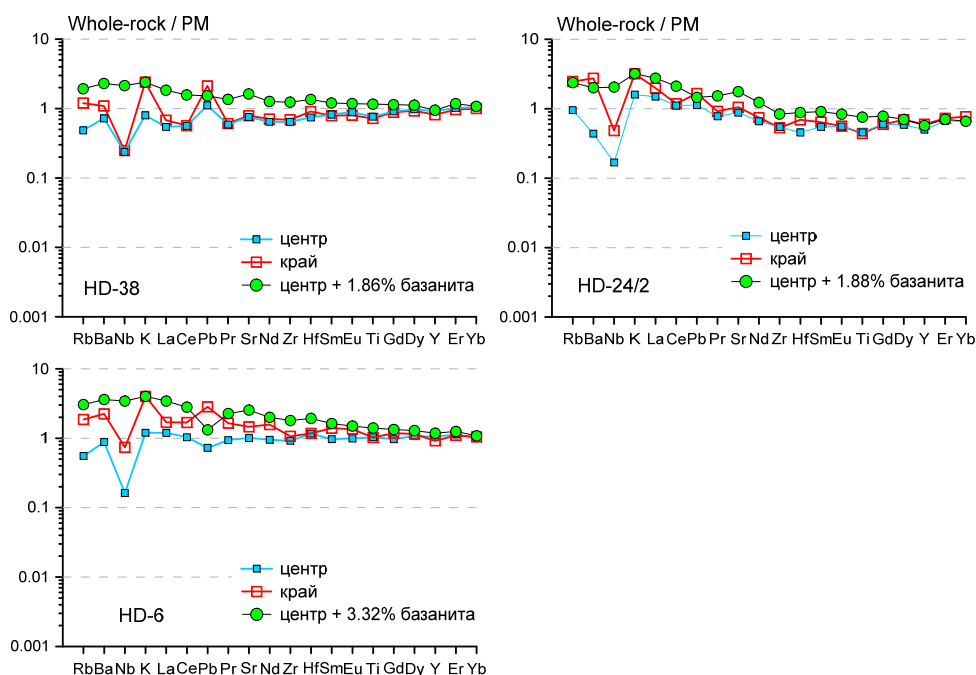 Whole-rock / PM
10
1
0.1
0.01
0.001
центр
край
центр + 1.86% базанита
HD-38
Rb Ba Nb K La Ce Pb Pr Sr Nd Zr Hf Sm Eu Ti Gd Dy Y Er Yb
Whole-rock / PM
10
1
0.1
0.01
0.001
центр
край
центр + 1.88% базанита
HD-24/2
Rb Ba Nb K La Ce Pb Pr Sr Nd Zr Hf Sm Eu Ti Gd Dy Y Er Yb
10
1
0.1
0.01
0.001
центр
край
центр + 3.32% базанита
HD-6
Rb Ba Nb K La Ce Pb Pr Sr Nd Zr Hf Sm Eu Ti Gd Dy Y Er Yb